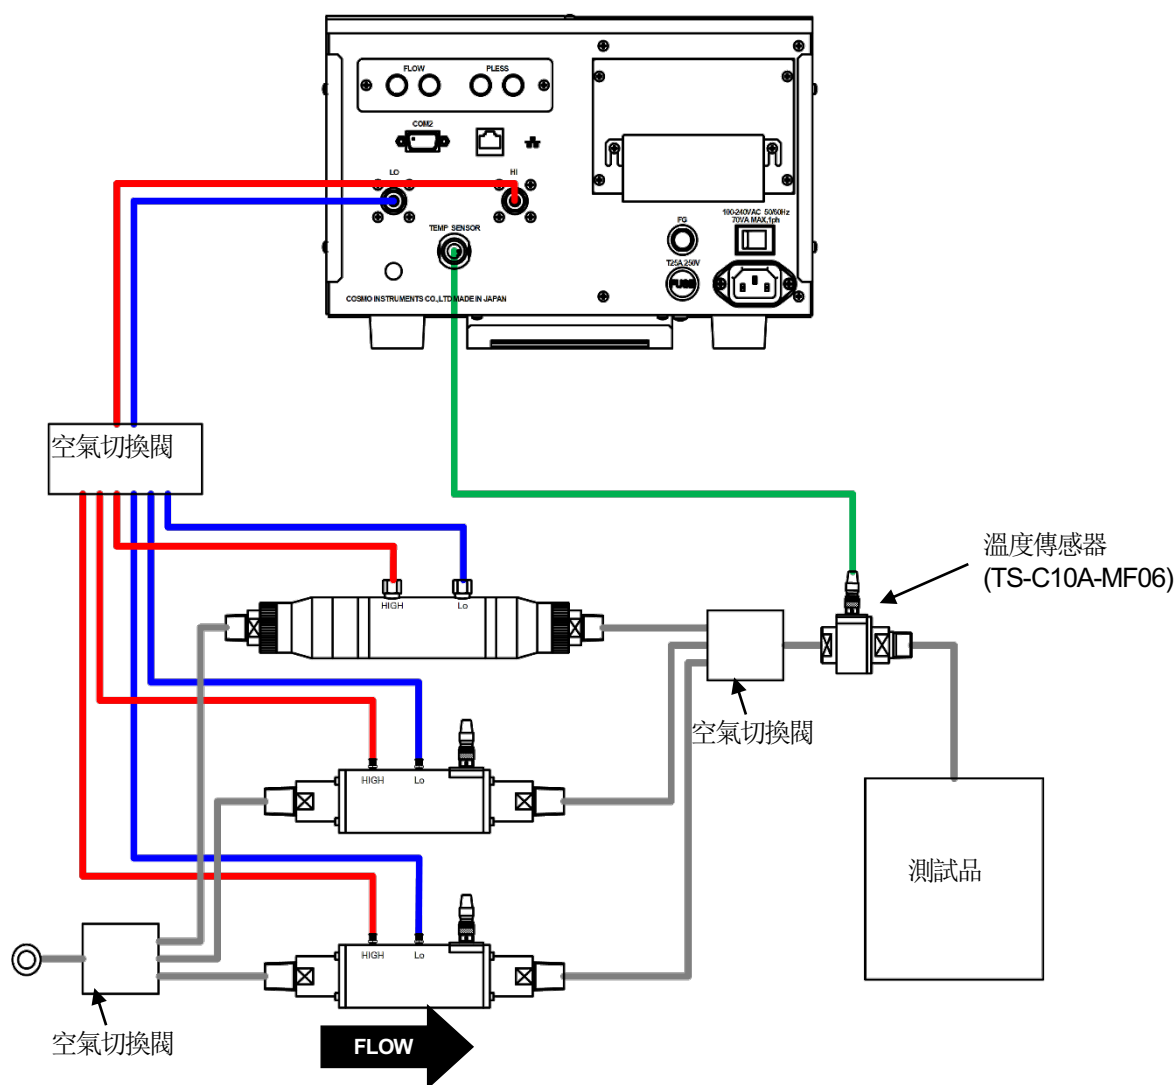 FLOW
PLESS
COM2
LO
HI
TEMP SENSOR
FG
100-240VAC 50/60Hz
70VA MAX,1ph
T25A 250V
FUSE
COSMO INSTRUMENTS CO.,LTD MADE IN JAPAN
空氣切換閥
溫度傳感器
(TS-C10A-MF06)
HIGH
Lo
空氣切換閥
HIGH
Lo
測試品
HIGH
Lo
空氣切換閥
FLOW